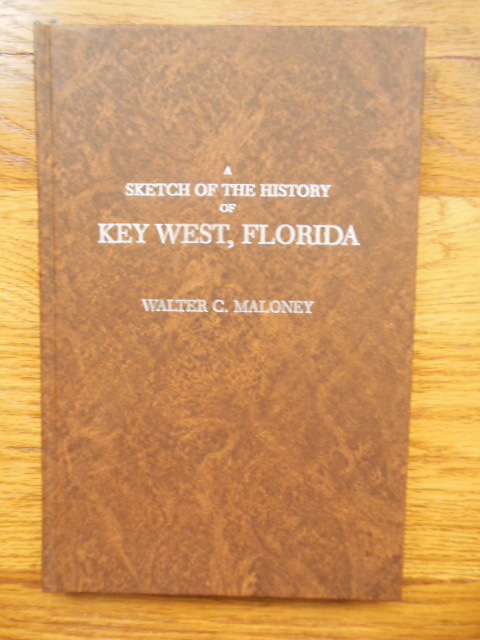 A
SKETCH OF THE HISTORY
OF
KEY WEST, FLORIDA
WALTER C. MALONEY